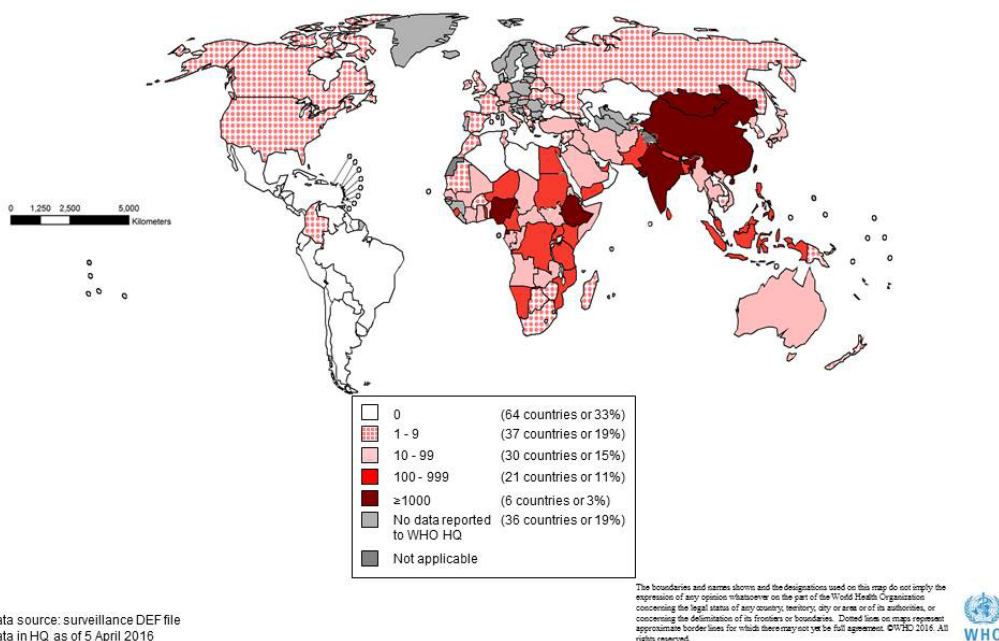 0 1,250 2,500 5,000
Kilometers
0 (64 countries or 33%)
1 - 9 (37 countries or 19%)
10 - 99 (30 countries or 15%)
100 - 999 (21 countries or 11%)
≥1000 (6 countries or 3%)
No data reported (36 countries or 19%)
to WHO HQ
Not applicable
The boundaries and names shown and the designations used on this map do not imply the
expression of any opinion whatsoever on the part of the World Health Organization
concerning the legal status of any country, territory, city or area or of its authorities, or
concerning the delimitation of its frontiers or boundaries. Dotted lines on maps represent
approximate border lines for which there may not yet be full agreement. ©WHO 2016. All
rights reserved
ata source: surveillance DEF file
ata in HQ as of 5 April 2016
WHO